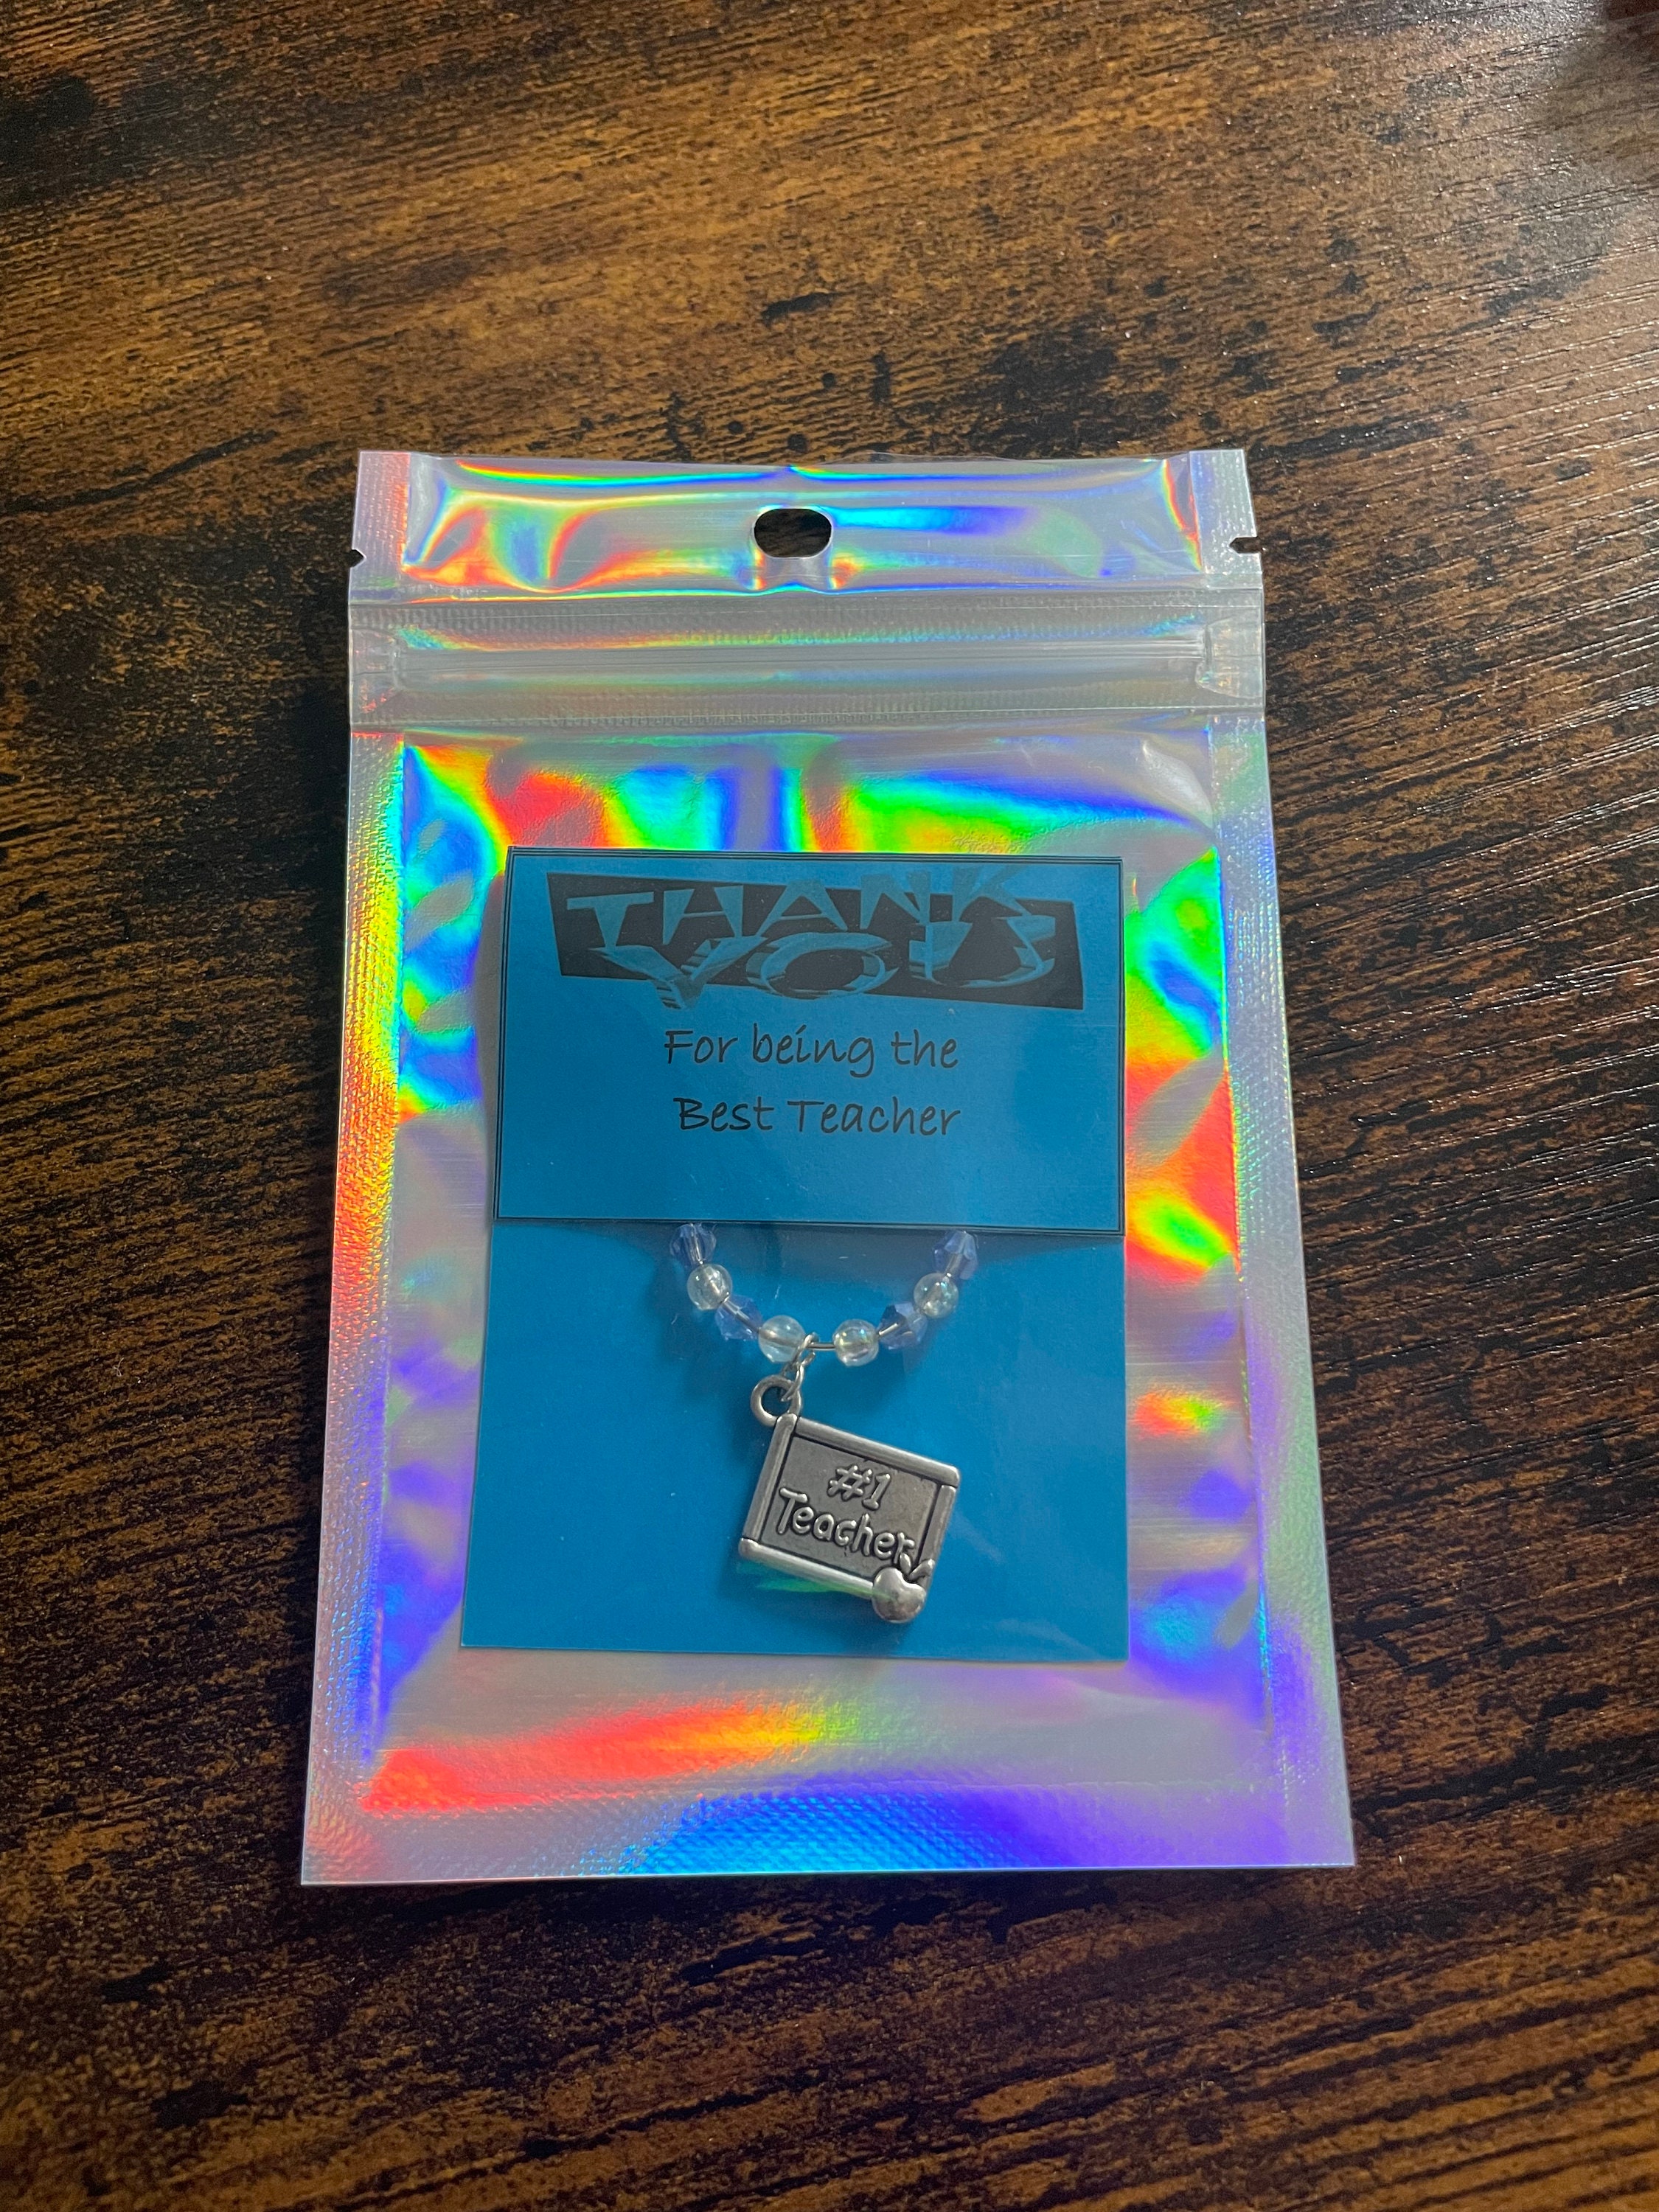 THANK
YOU
For being the
Best Teacher
#1
Teacher